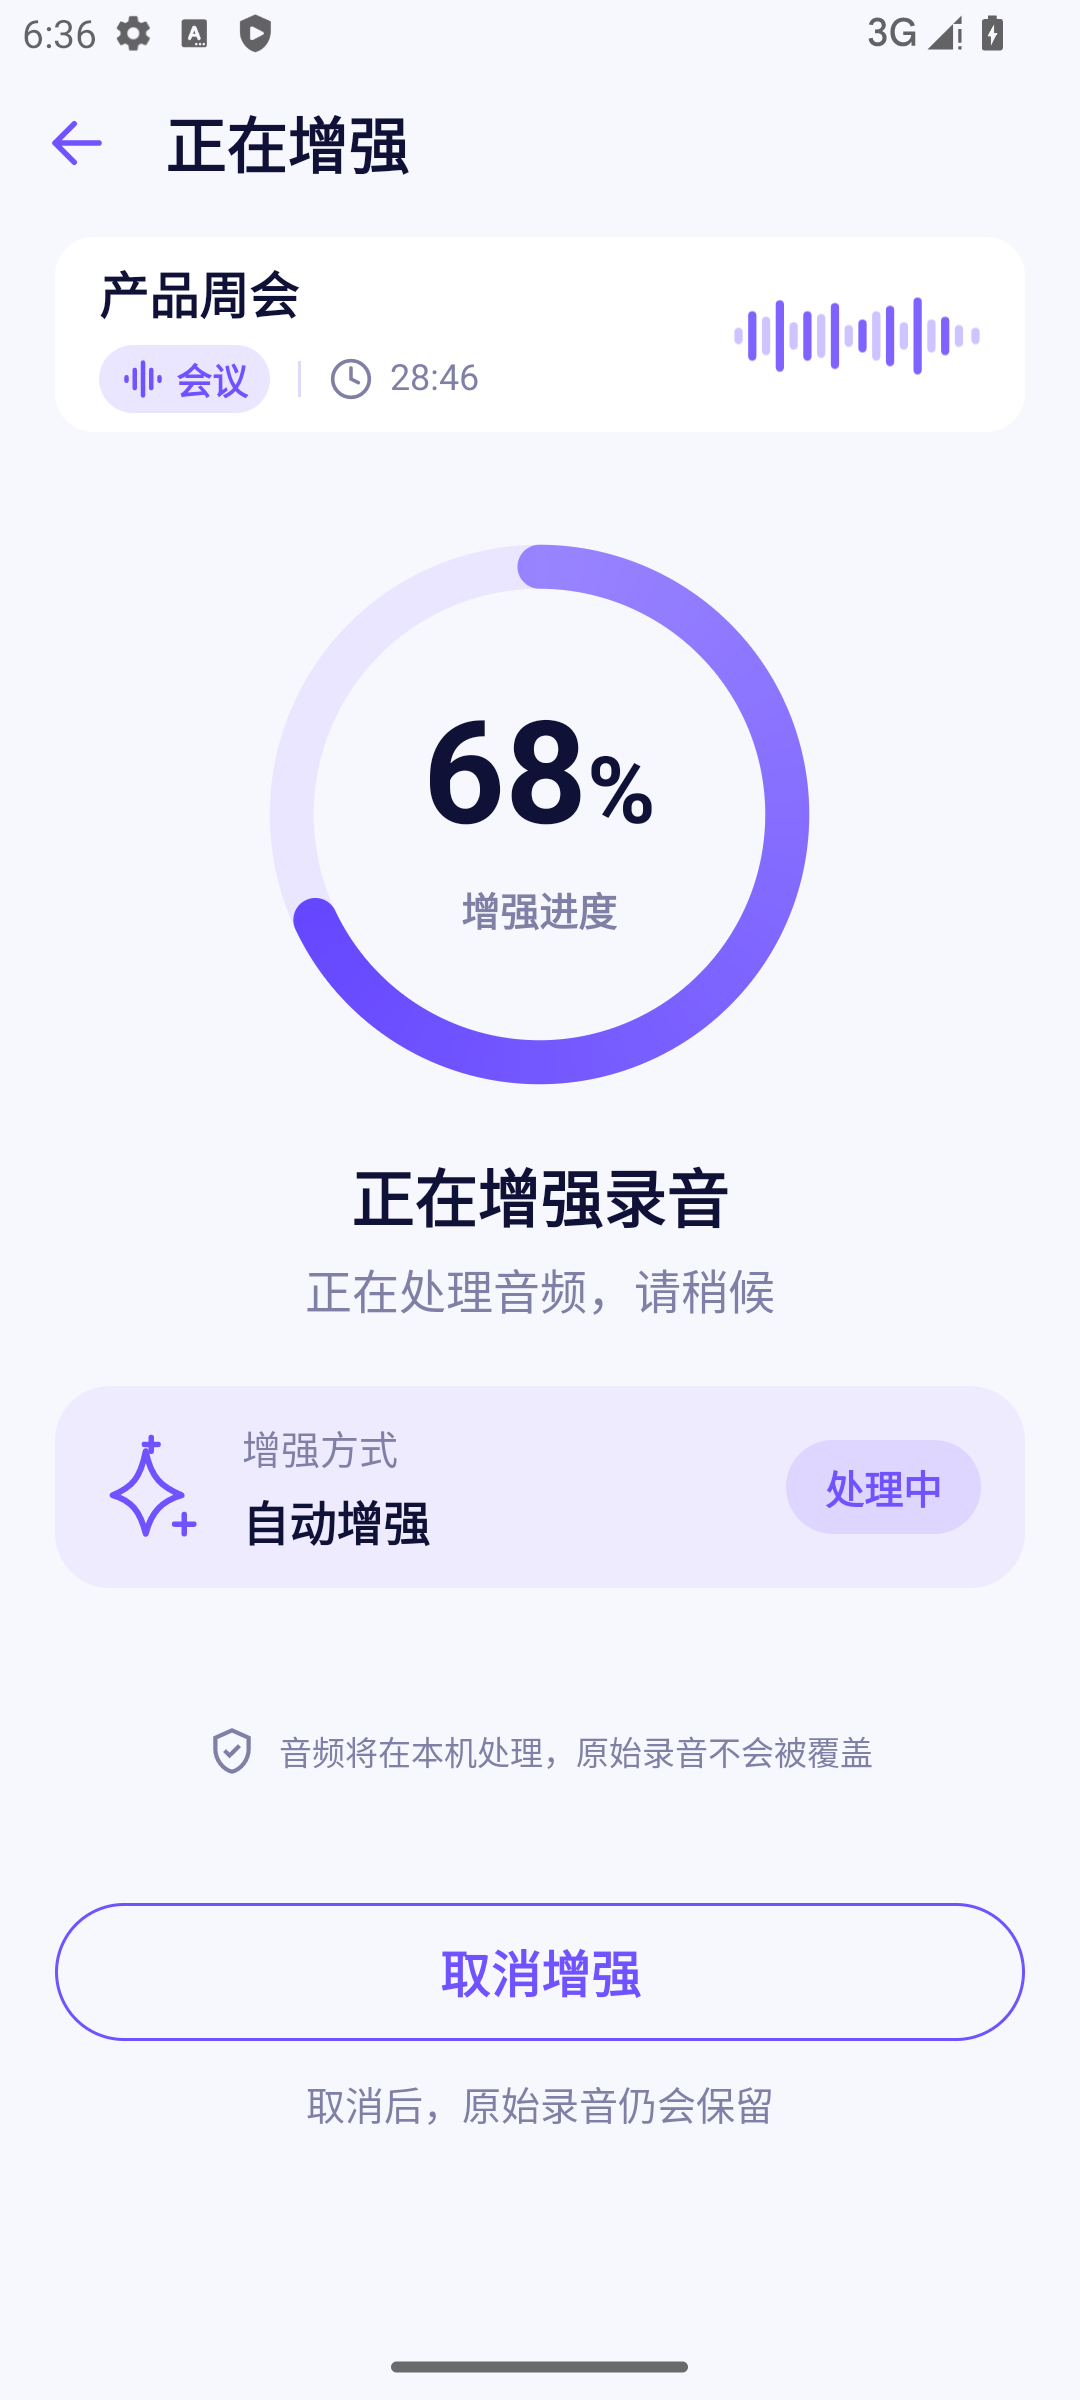 6:36
3G
正在增强
产品周会
会议
28:46
68%
增强进度
正在增强录音
正在处理音频，请稍候
增强方式
自动增强
处理中
音频将在本机处理，原始录音不会被覆盖
取消增强
取消后，原始录音仍会保留